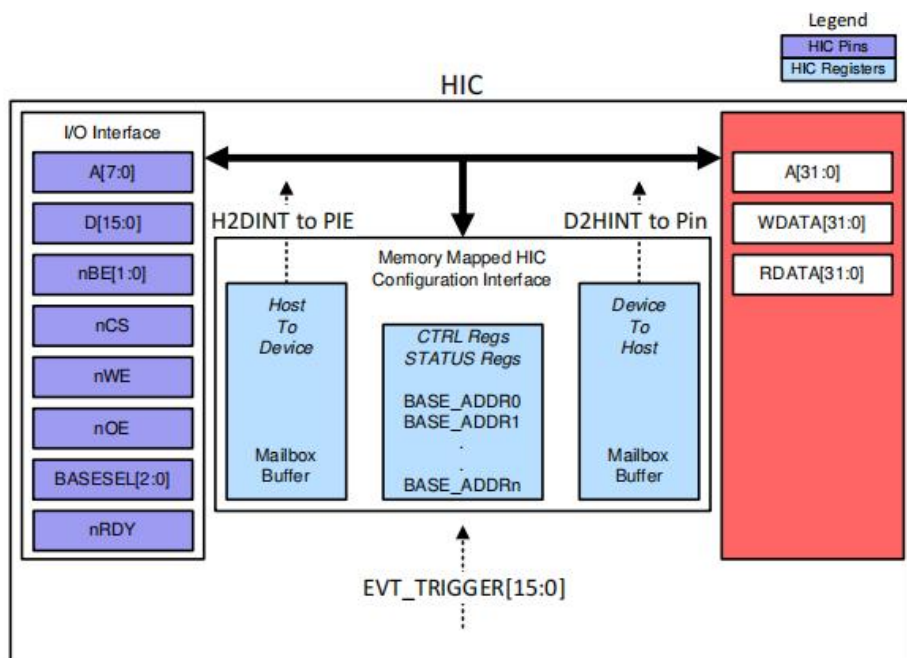 Legend
HIC Pins
HIC Registers
HIC
I/O Interface
A[7:0]
D[15:0]
nBE[1:0]
nCS
nWE
nOE
BASESEL[2:0]
nRDY
H2DINT to PIE
D2HINT to Pin
Memory Mapped HIC
Configuration Interface
Host
To
Device
Mailbox
Buffer
CTRL Regs
STATUS Regs
BASE_ADDR0
BASE_ADDR1
.
.
BASE_ADDRn
Device
To
Host
Mailbox
Buffer
A[31:0]
WDATA[31:0]
RDATA[31:0]
EVT_TRIGGER[15:0]